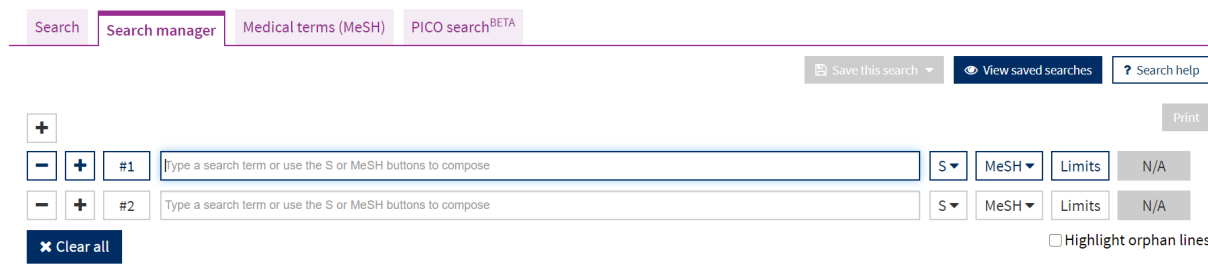 Search Search manager Medical terms (MeSH) PICO search BETA
Save this search View saved searches ? Search help
Print
+
− + #1 Type a search term or use the S or MeSH buttons to compose S MeSH Limits N/A
− + #2 Type a search term or use the S or MeSH buttons to compose S MeSH Limits N/A
✖ Clear all Highlight orphan lines